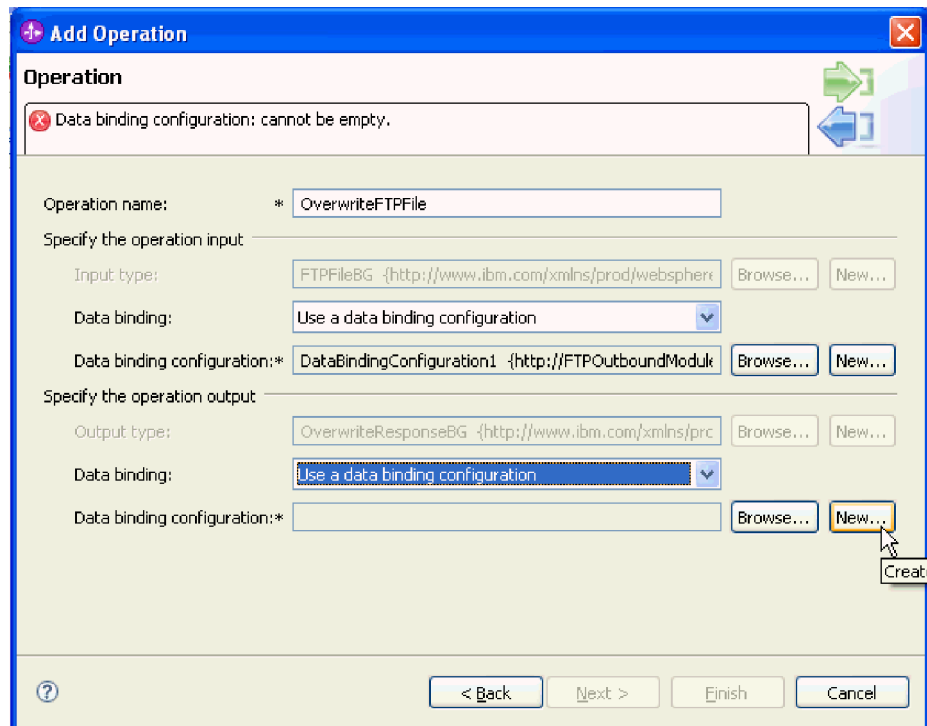 Add Operation
Operation
Data binding configuration: cannot be empty.
Operation name: * OverwriteFTPFile
Specify the operation input
Input type: FTPFileBG {http://www.ibm.com/xmlns/prod/websphere Browse... New...
Data binding: Use a data binding configuration
Data binding configuration:* DataBindingConfiguration1 {http://FTPOutboundModule Browse... New...
Specify the operation output
Output type: OverwriteResponseBG {http://www.ibm.com/xmlns/prc Browse... New...
Data binding: Use a data binding configuration
Data binding configuration:* Browse... New...
Creat
? < Back Next > Finish Cancel